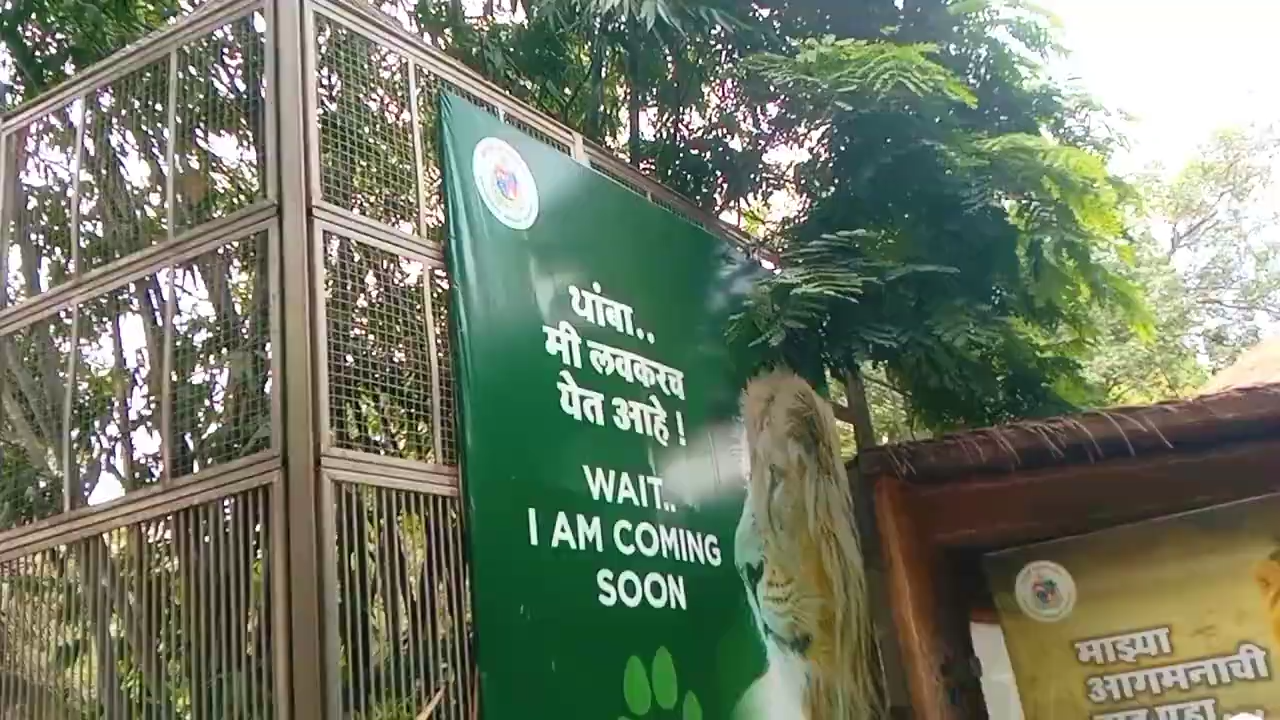 थांबा..
मी लवकरच
येत आहे !
WAIT..
I AM COMING
SOON
माझ्या
आगमनाची